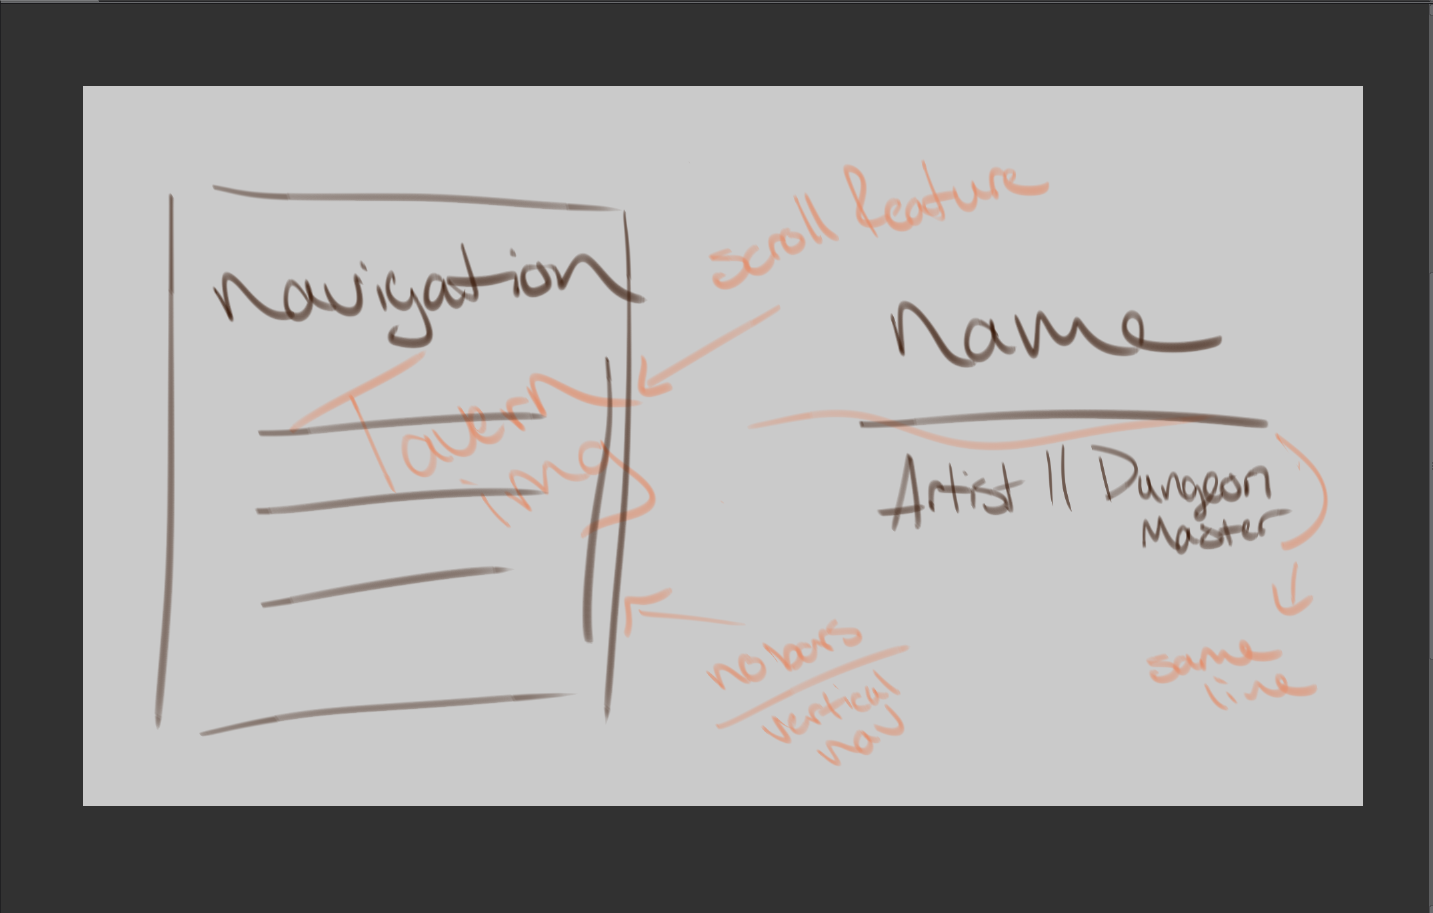 navigation
Tavern
img
scroll feature
name
Artist || Dungeon
Master
same
line
no bars
vertical
nav